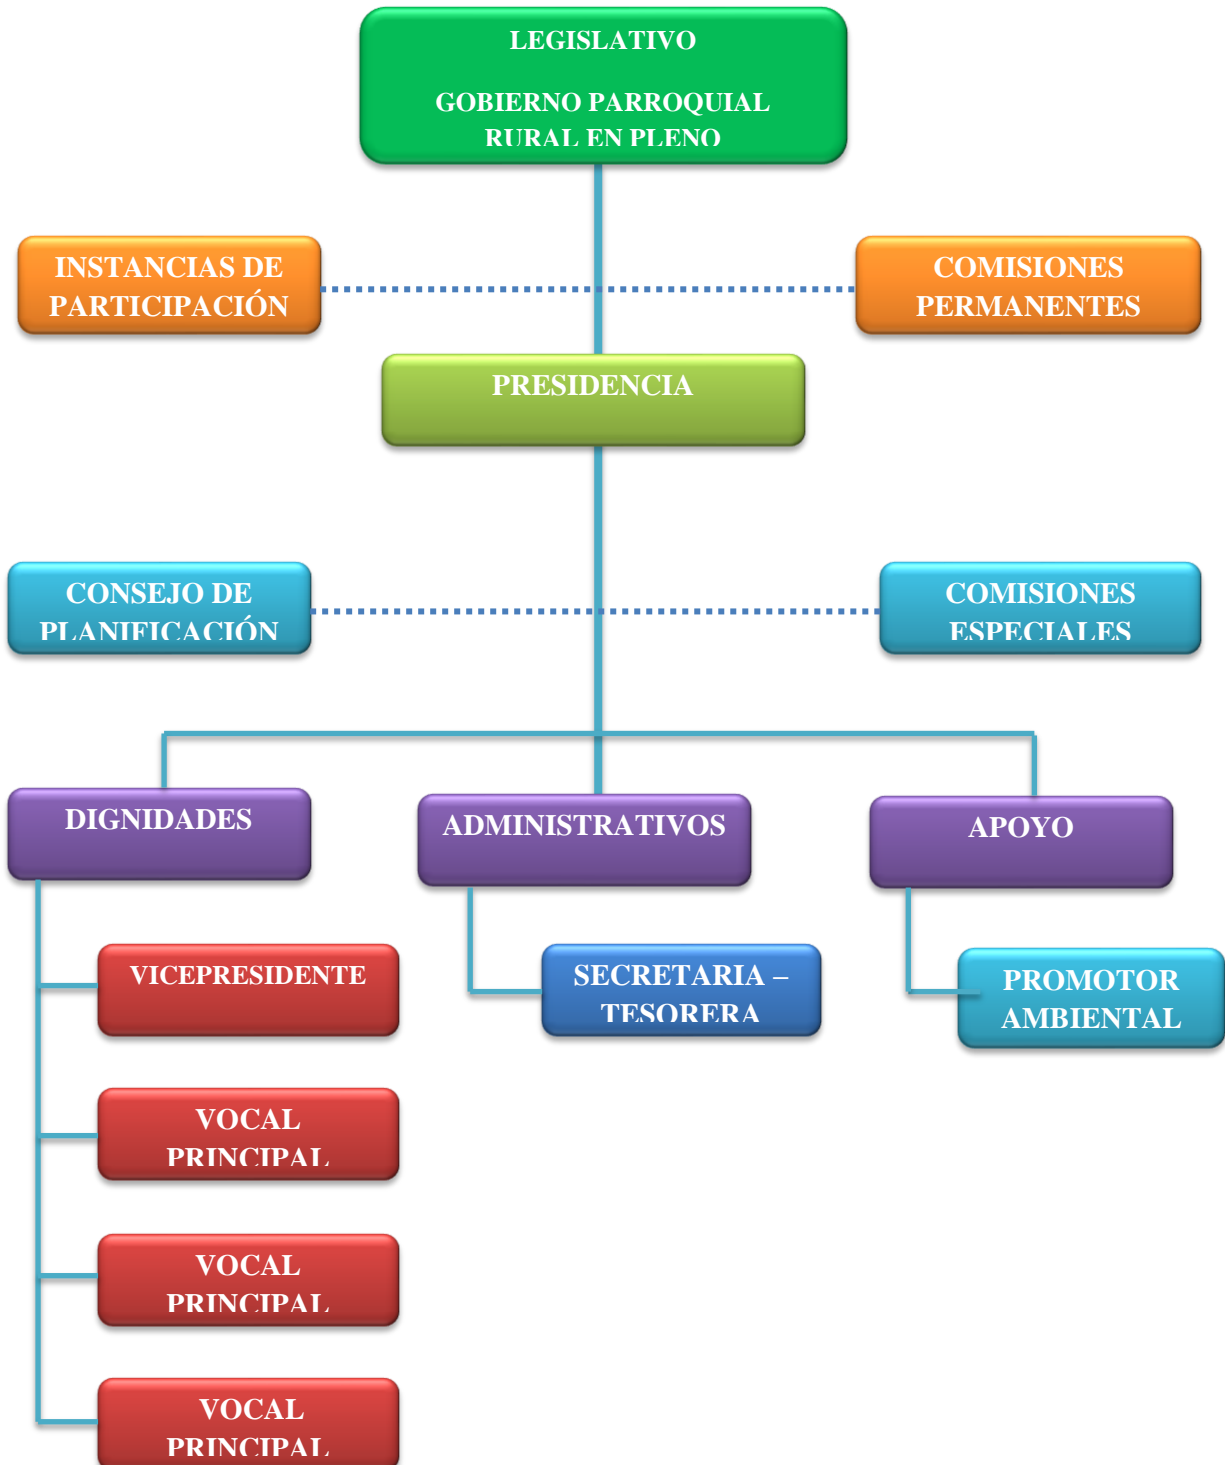 LEGISLATIVO
GOBIERNO PARROQUIAL
RURAL EN PLENO
INSTANCIAS DE
PARTICIPACIÓN
COMISIONES
PERMANENTES
PRESIDENCIA
CONSEJO DE
PLANIFICACIÓN
COMISIONES
ESPECIALES
DIGNIDADES
ADMINISTRATIVOS
APOYO
VICEPRESIDENTE
SECRETARIA –
TESORERA
PROMOTOR
AMBIENTAL
VOCAL
PRINCIPAL
VOCAL
PRINCIPAL
VOCAL
PRINCIPAL